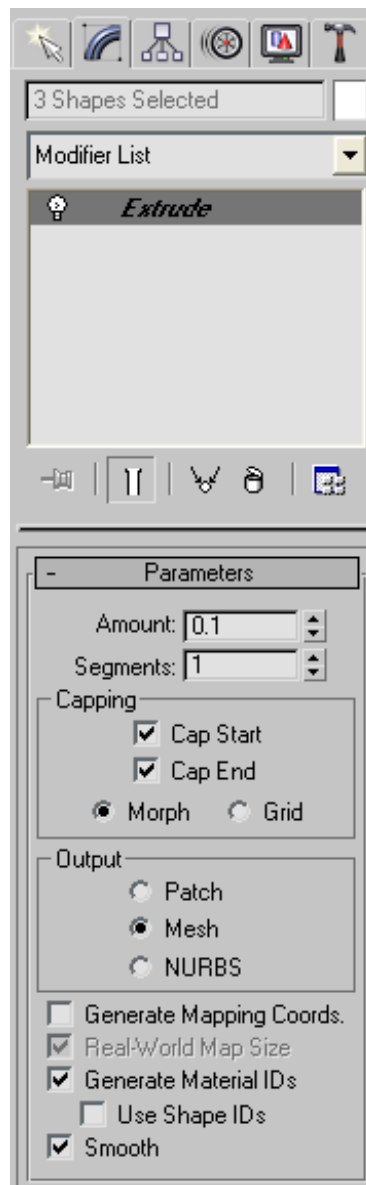 3 Shapes Selected
Modifier List
Extrude
- Parameters
Amount: 0.1
Segments: 1
Capping
Cap Start
Cap End
Morph Grid
Output
Patch
Mesh
NURBS
Generate Mapping Coords.
Real-World Map Size
Generate Material IDs
Use Shape IDs
Smooth